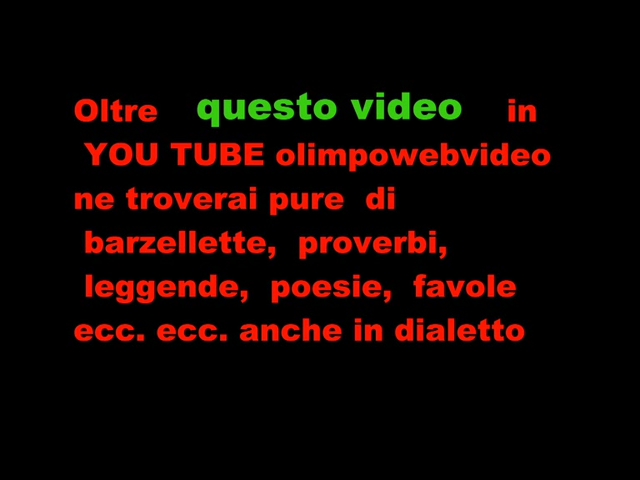 Oltre questo video in
YOU TUBE olimpowebvideo
ne troverai pure di
barzellette, proverbi,
leggende, poesie, favole
ecc. ecc. anche in dialetto